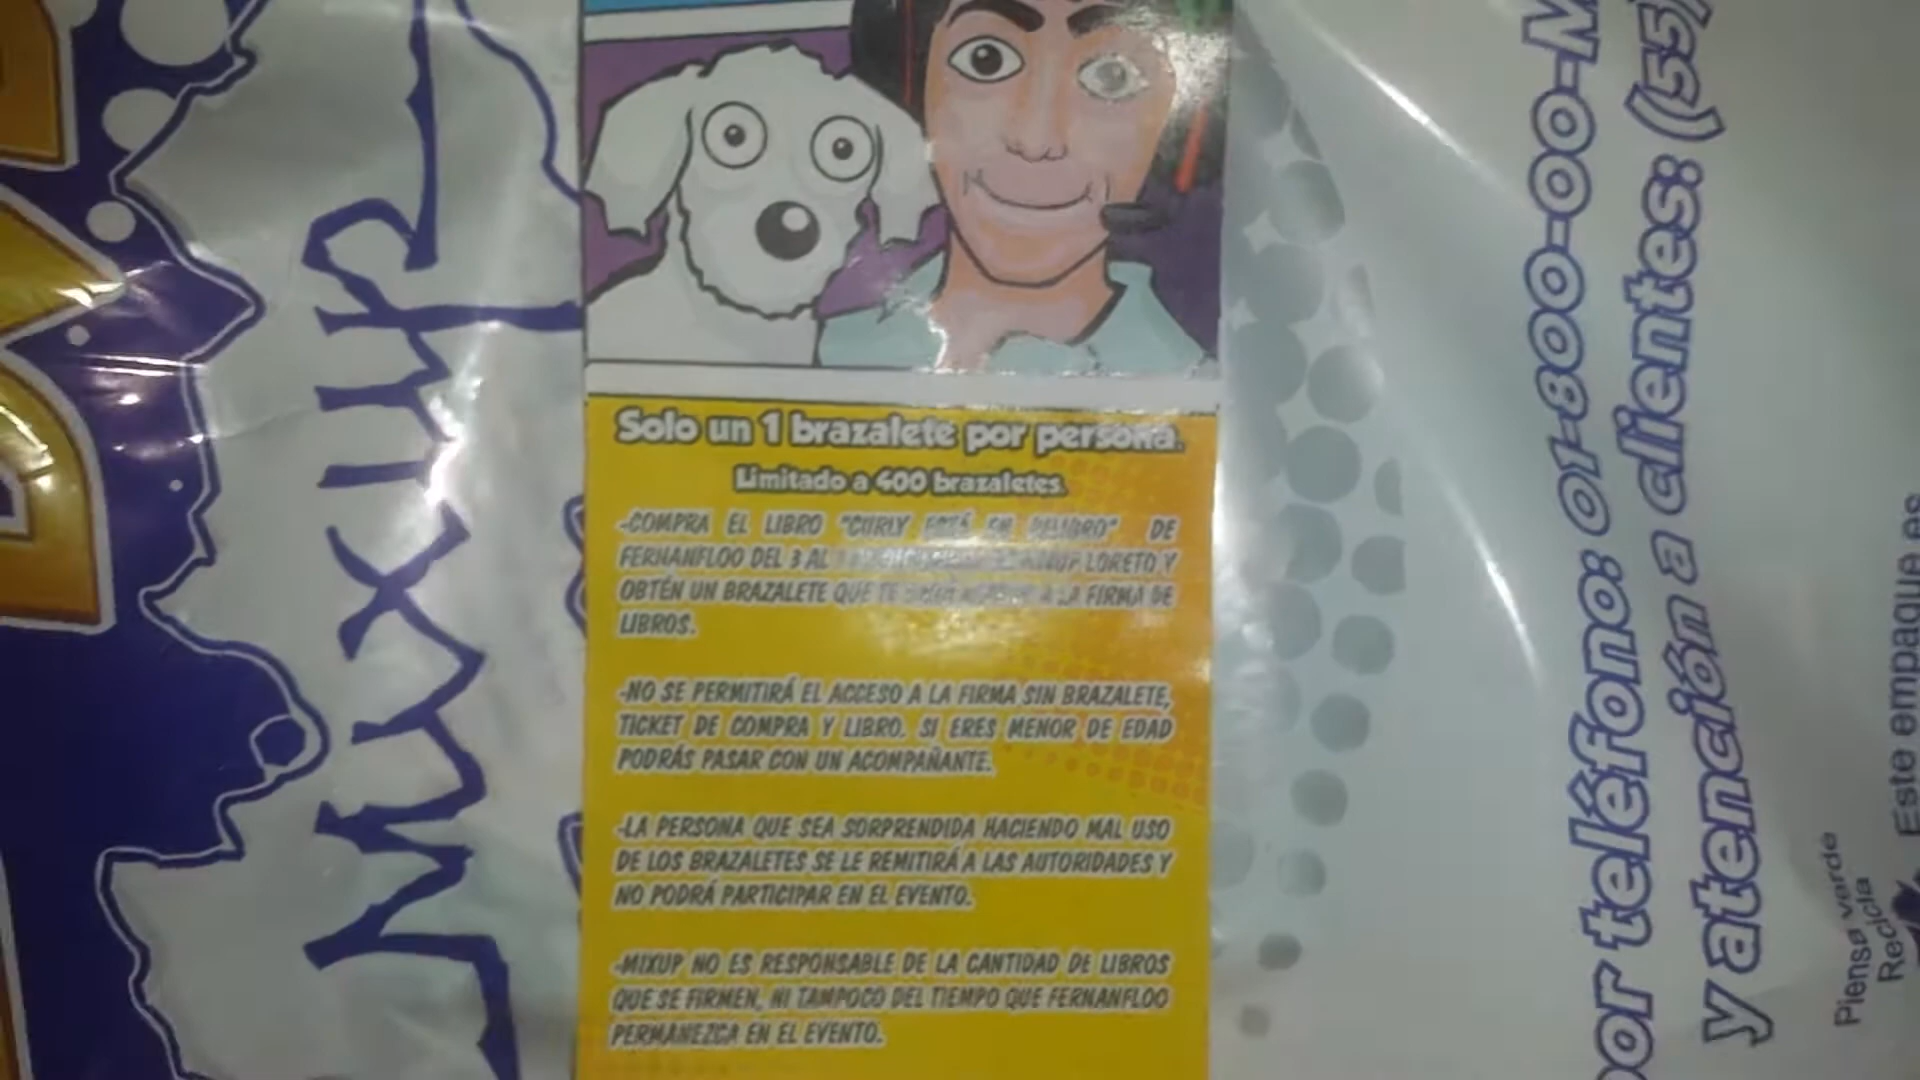 Solo un 1 brazalete por persona.
Limitado a 400 brazaletes.
-COMPRA EL LIBRO "CURLY ESTÁ EN PELIGRO" DE
FERNANFLOO DEL 3 AL LORETO Y
OBTÉN UN BRAZALETE QUE TE A LA FIRMA DE
LIBROS.
-NO SE PERMITIRÁ EL ACCESO A LA FIRMA SIN BRAZALETE,
TICKET DE COMPRA Y LIBRO. SI ERES MENOR DE EDAD
PODRÁS PASAR CON UN ACOMPAÑANTE.
-LA PERSONA QUE SEA SORPRENDIDA HACIENDO MAL USO
DE LOS BRAZALETES SE LE REMITIRÁ A LAS AUTORIDADES Y
NO PODRÁ PARTICIPAR EN EL EVENTO.
-MIXUP NO ES RESPONSABLE DE LA CANTIDAD DE LIBROS
QUE SE FIRMEN, NI TAMPOCO DEL TIEMPO QUE FERNANFLOO
PERMANEZCA EN EL EVENTO.
por teléfono: 01-800-00-M
y atención a clientes: (55)
Piensa verde
Recicla
Este empaque es